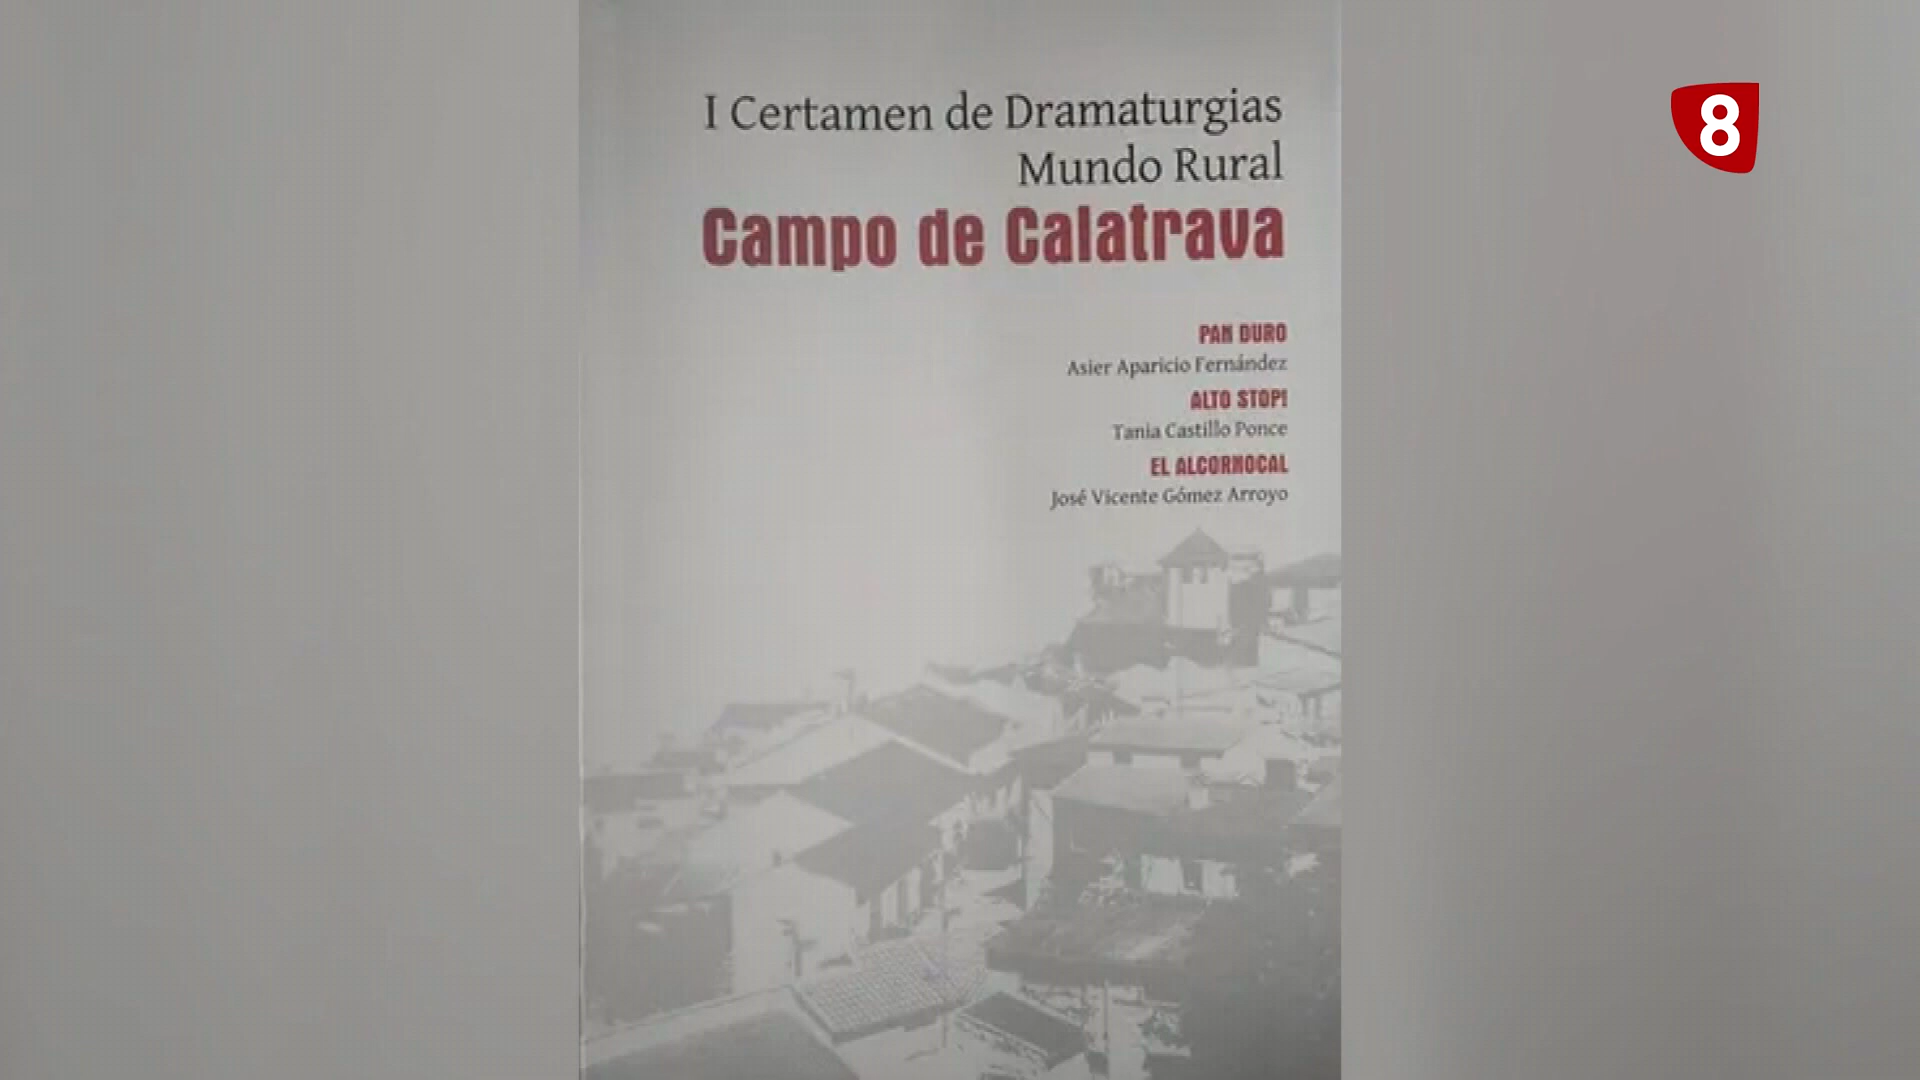 I Certamen de Dramaturgias
Mundo Rural
Campo de Calatrava
PAN DURO
Asier Aparicio Fernández
ALTO STOP!
Tania Castillo Ponce
EL ALCORNOCAL
José Vicente Gómez Arroyo
8